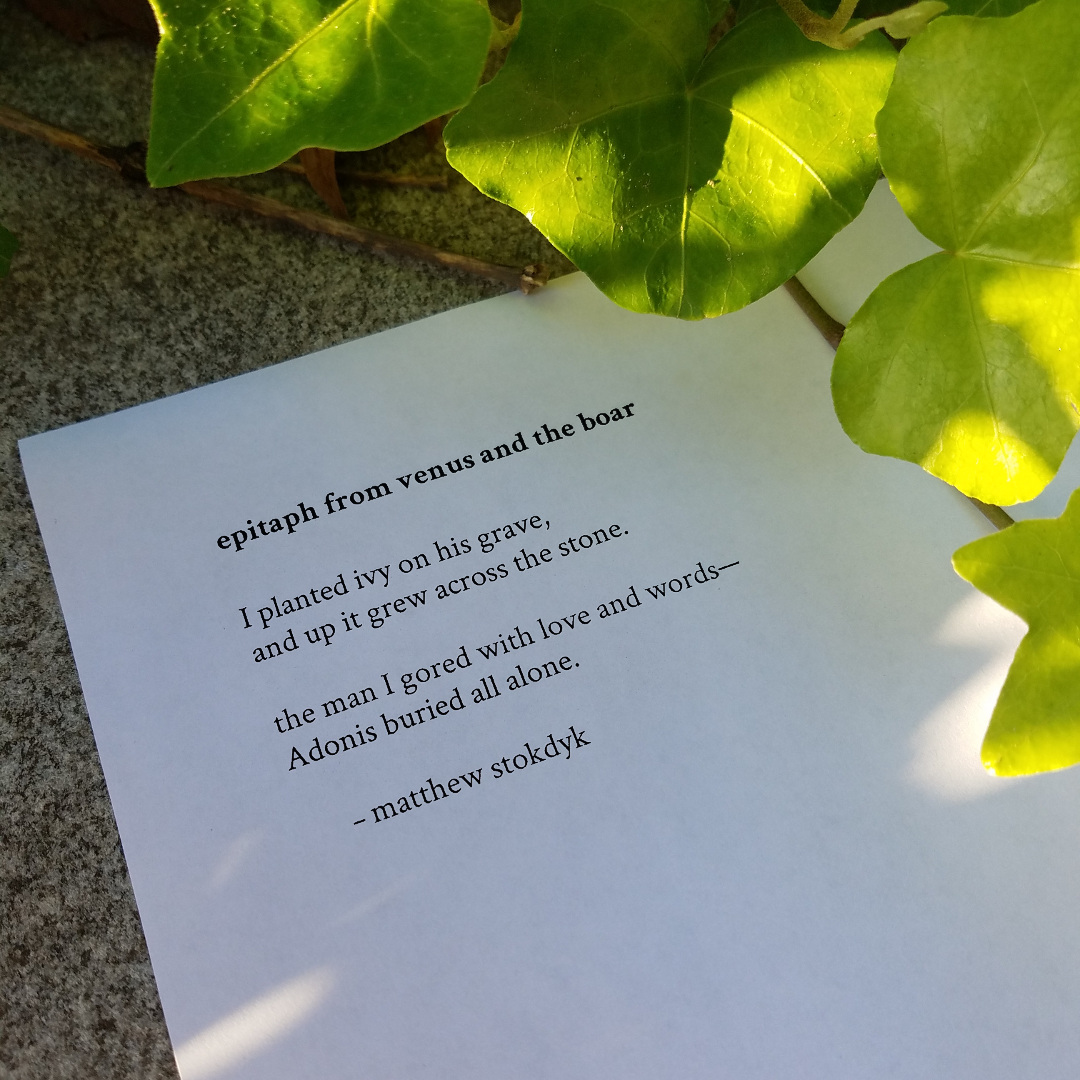 epitaph from venus and the boar
I planted ivy on his grave,
and up it grew across the stone.
the man I gored with love and words—
Adonis buried all alone.
– matthew stokdyk